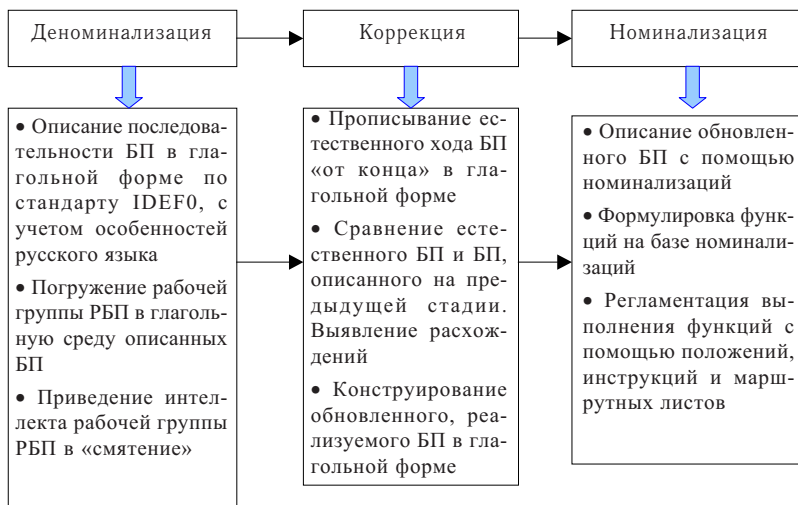 Деноминализация
Коррекция
Номинализация
• Описание последова-
тельности БП в гла-
гольной форме по
стандарту IDEF0, с
учетом особенностей
русского языка
• Погружение рабочей
группы РБП в глаголь-
ную среду описанных
БП
• Приведение интел-
лекта рабочей группы
РБП в «смятение»
• Прописывание ес-
тественного хода БП
«от конца» в гла-
гольной форме
• Сравнение есте-
ственного БП и БП,
описанного на пре-
дыдущей стадии.
Выявление расхож-
дений
• Конструирование
обновленного, реа-
лизуемого БП в гла-
гольной форме
• Описание обновлен-
ного БП с помощью
номинализаций
• Формулировка функ-
ций на базе номинали-
заций
• Регламентация вы-
полнения функций с
помощью положений,
инструкций и марш-
рутных листов